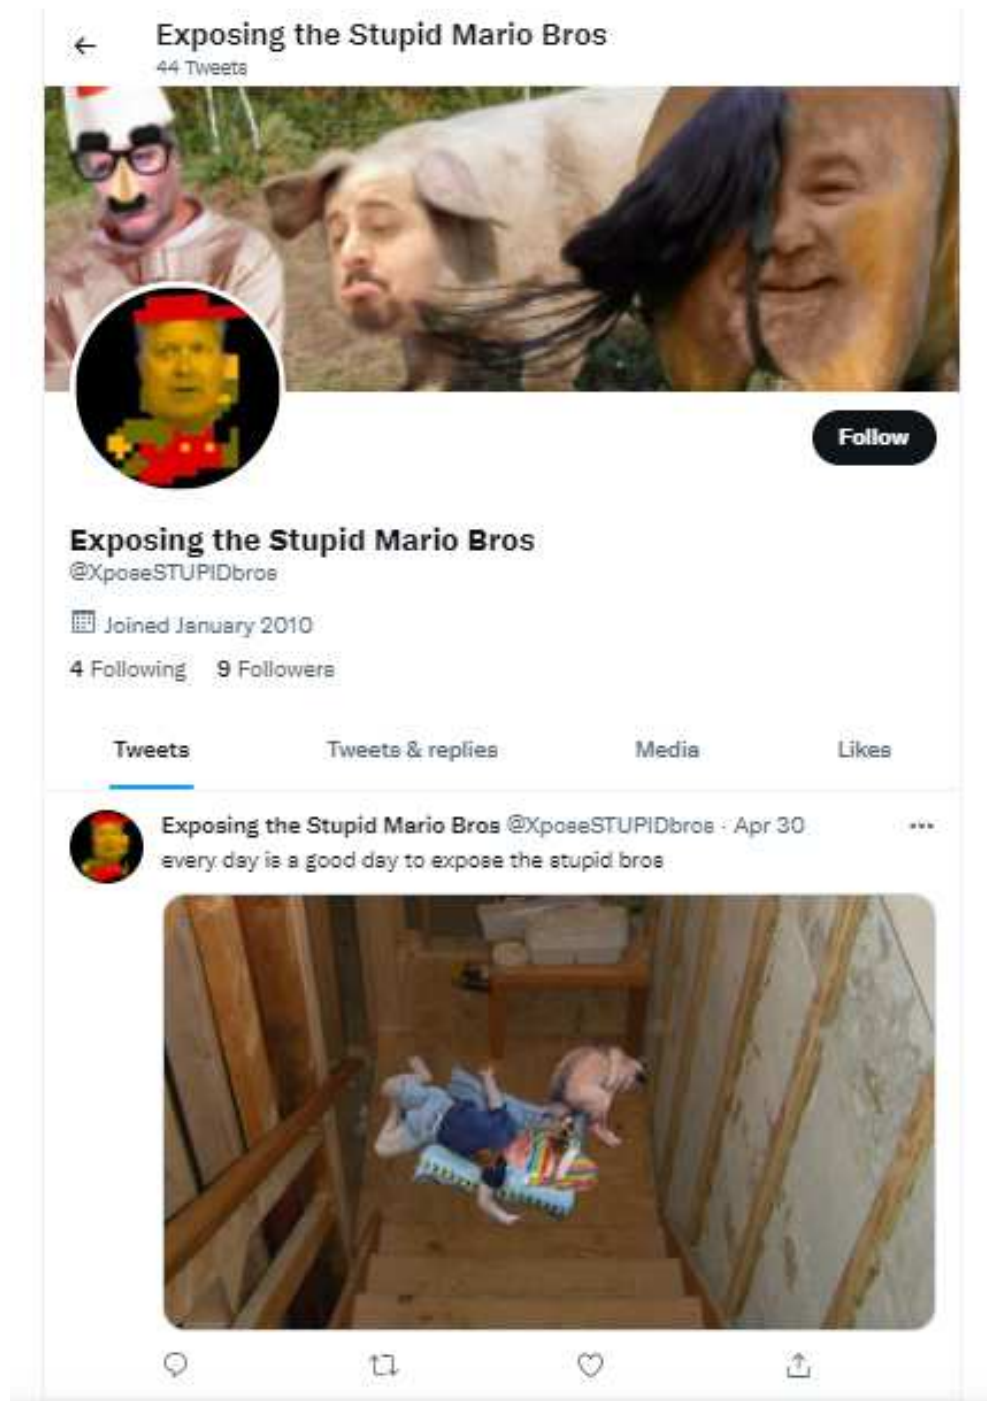 Exposing the Stupid Mario Bros
44 Tweets
Follow
Exposing the Stupid Mario Bros
@XposeSTUPIDbros
Joined January 2010
4 Following 9 Followers
Tweets Tweets & replies Media Likes
Exposing the Stupid Mario Bros @XposeSTUPIDbros · Apr 30
every day is a good day to expose the stupid bros